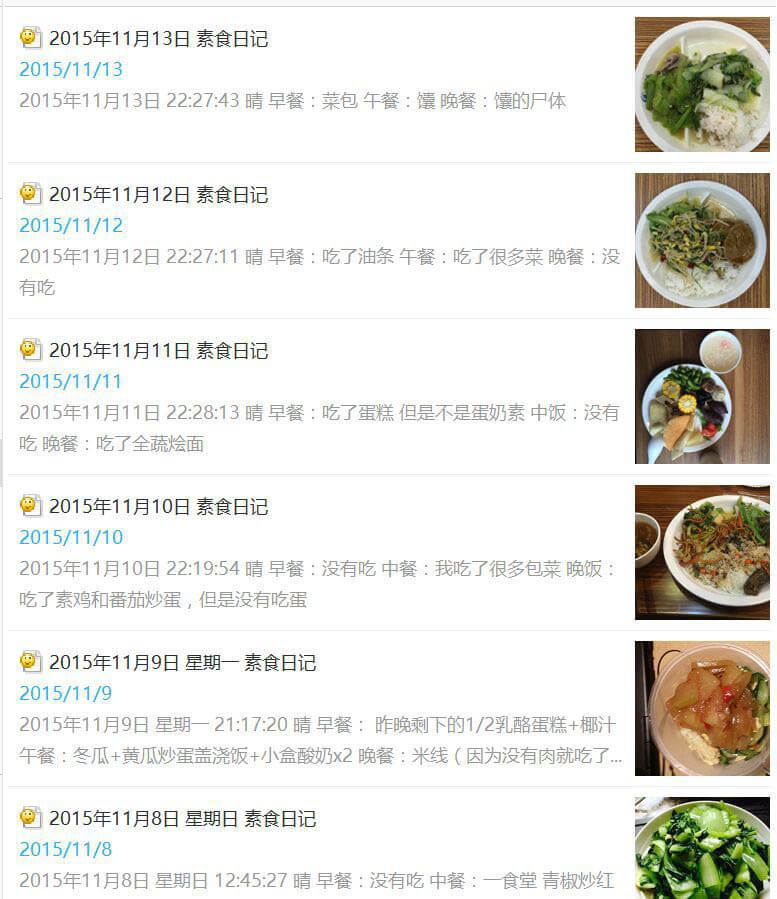 2015年11月13日 素食日记
2015/11/13
2015年11月13日 22:27:43 晴 早餐：菜包 午餐：馕 晚餐：馕的尸体
2015年11月12日 素食日记
2015/11/12
2015年11月12日 22:27:11 晴 早餐：吃了油条 午餐：吃了很多菜 晚餐：没
有吃
2015年11月11日 素食日记
2015/11/11
2015年11月11日 22:28:13 晴 早餐：吃了蛋糕 但是不是蛋奶素 中饭：没有
吃 晚餐：吃了全蔬烩面
2015年11月10日 素食日记
2015/11/10
2015年11月10日 22:19:54 晴 早餐：没有吃 中餐：我吃了很多包菜 晚饭：
吃了素鸡和番茄炒蛋，但是没有吃蛋
2015年11月9日 星期一 素食日记
2015/11/9
2015年11月9日 星期一 21:17:20 晴 早餐： 昨晚剩下的1/2乳酪蛋糕+椰汁
午餐：冬瓜+黄瓜炒蛋盖浇饭+小盒酸奶x2 晚餐：米线（因为没有肉就吃了...
2015年11月8日 星期日 素食日记
2015/11/8
2015年11月8日 星期日 12:45:27 晴 早餐：没有吃 中餐：一食堂 青椒炒红